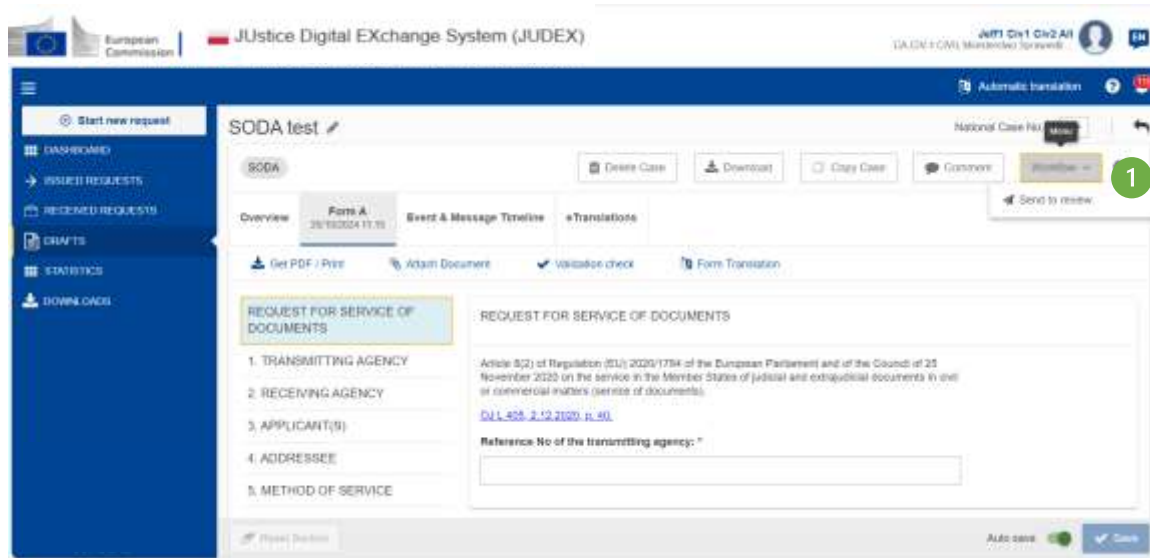 European Commission
JUstice Digital EXchange System (JUDEX)
Jeff1 Civ1 Civ2 All
EN
Automatic translation
Start new request
DASHBOARD
ISSUED REQUESTS
RECEIVED REQUESTS
DRAFTS
STATISTICS
DOWNLOADS
SODA test
National Case No
Menu
SODA
Delete Case
Download
Copy Case
Comment
Workflow
1
Send to review
Overview
Form A
Event & Message Timeline
eTranslations
Get PDF / Print
Attach Document
Validation check
Form Translation
REQUEST FOR SERVICE OF DOCUMENTS
1. TRANSMITTING AGENCY
2. RECEIVING AGENCY
3. APPLICANT(S)
4. ADDRESSEE
5. METHOD OF SERVICE
REQUEST FOR SERVICE OF DOCUMENTS
Article 8(2) of Regulation (EU) 2020/1784 of the European Parliament and of the Council of 25
November 2020 on the service in the Member States of judicial and extrajudicial documents in civil
or commercial matters (service of documents).
OJ L 405, 2.12.2020, p. 40.
Reference No of the transmitting agency: *
Reset Section
Auto save
Save